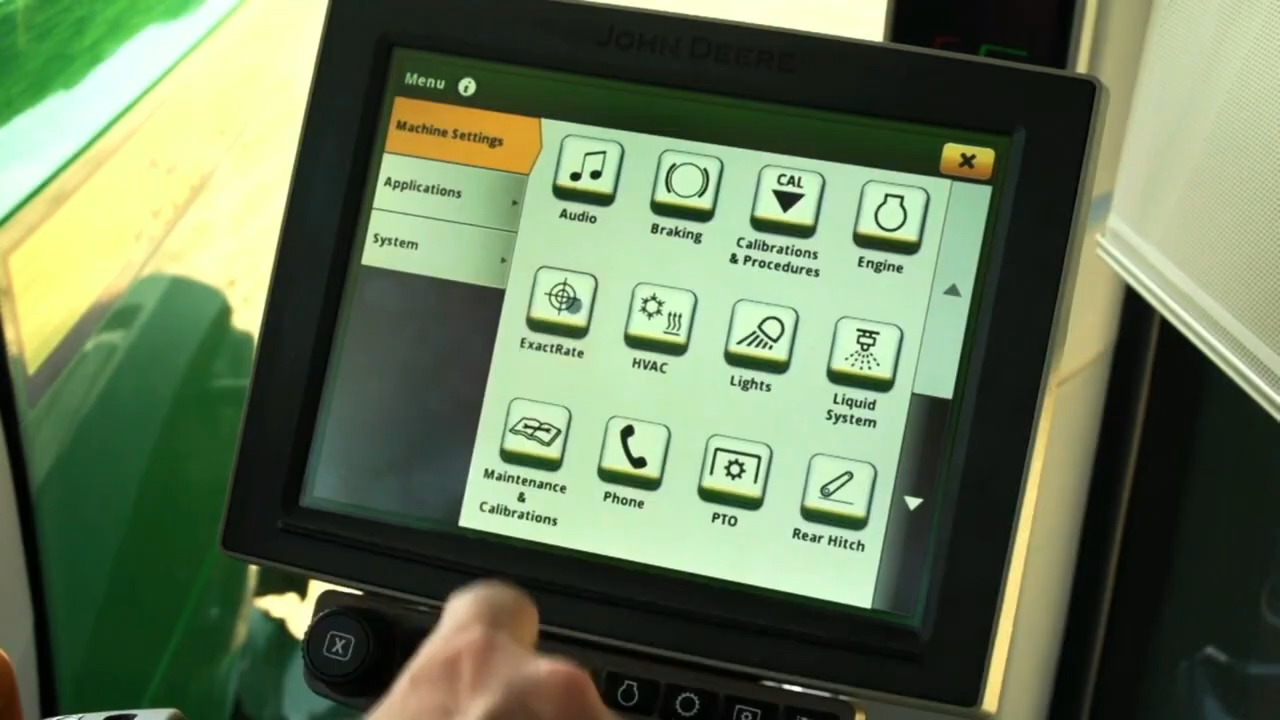 JOHN DEERE
Menu i
Machine Settings
Applications
System
Audio
Braking
CAL
Calibrations
& Procedures
Engine
ExactRate
HVAC
Lights
Liquid
System
Maintenance
&
Calibrations
Phone
PTO
Rear Hitch
X